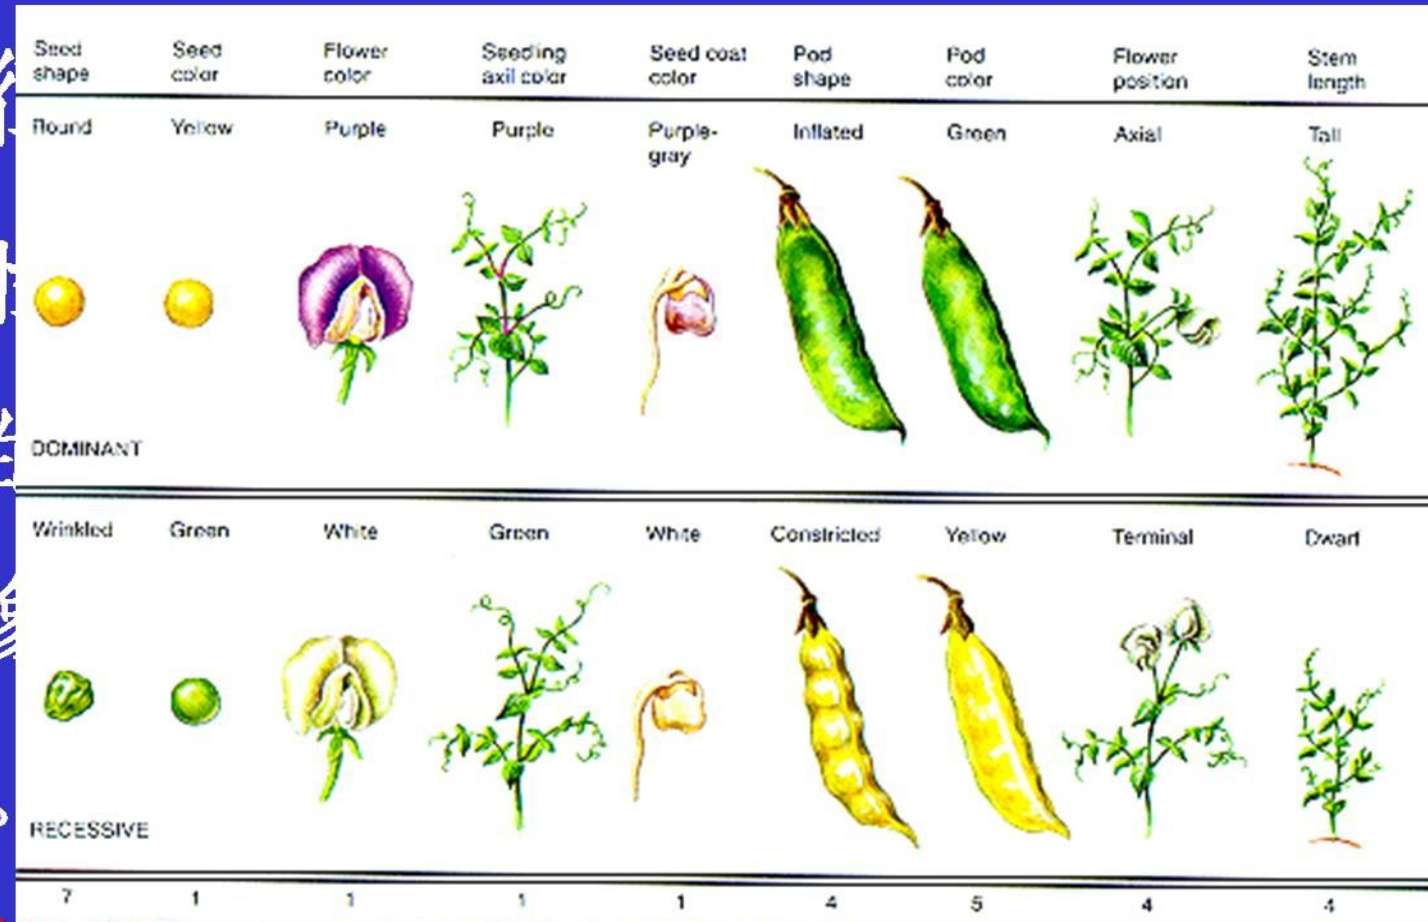 Seed shape
Seed color
Flower color
Seedling axil color
Seed coat color
Pod shape
Pod color
Flower position
Stem length
Round
Yellow
Purple
Purple
Purple-gray
Inflated
Green
Axial
Tall
DOMINANT
Wrinkled
Green
White
Green
White
Constricted
Yellow
Terminal
Dwarf
RECESSIVE
7 1 1 1 1 4 5 4 4